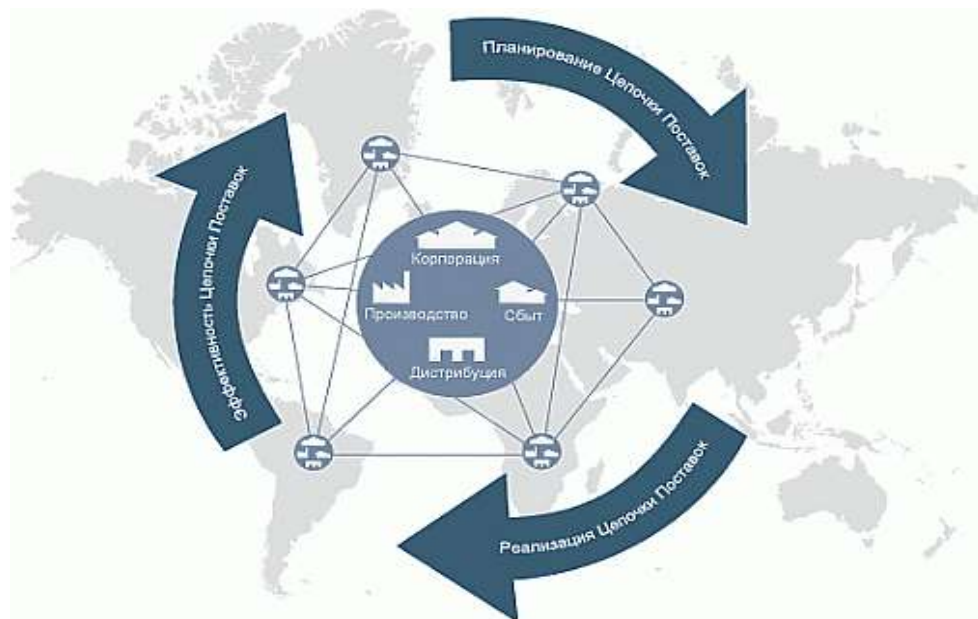 Планирование Цепочки Поставок
Эффективность Цепочки Поставок
Корпорация
Производство
Сбыт
Дистрибуция
Реализация Цепочки Поставок